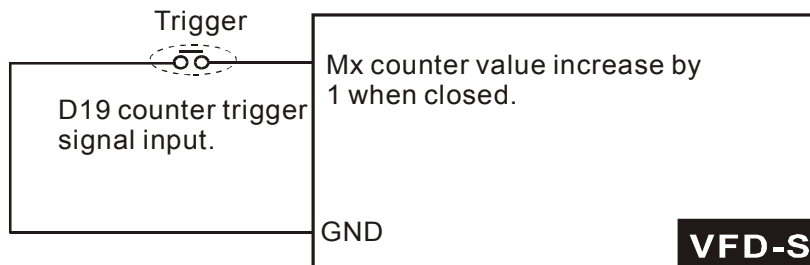 Trigger
Mx counter value increase by
1 when closed.
D19 counter trigger
signal input.
GND
VFD-S